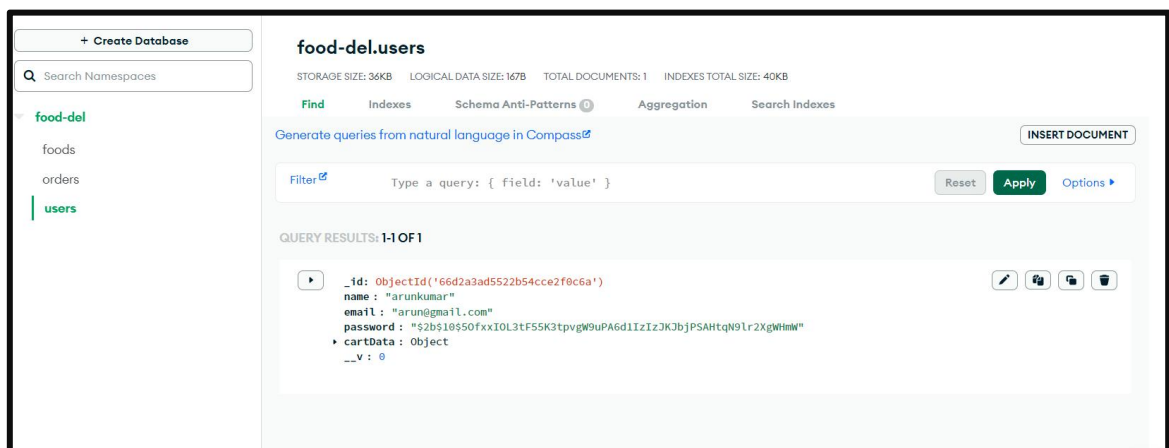 + Create Database
Search Namespaces
food-del
foods
orders
users
food-del.users
STORAGE SIZE: 36KB LOGICAL DATA SIZE: 167B TOTAL DOCUMENTS: 1 INDEXES TOTAL SIZE: 40KB
Find Indexes Schema Anti-Patterns 0 Aggregation Search Indexes
Generate queries from natural language in Compass
INSERT DOCUMENT
Filter Type a query: { field: 'value' } Reset Apply Options
QUERY RESULTS: 1-1 OF 1
_id: ObjectId('66d2a3ad5522b54cce2f0c6a')
name : "arunkumar"
email : "arun@gmail.com"
password : "$2b$10$5OfxxIOL3tF55K3tpvgW9uPA6d1IzIzJKJbjPSAHtqN9lr2XgWHmW"
cartData : Object
__v : 0